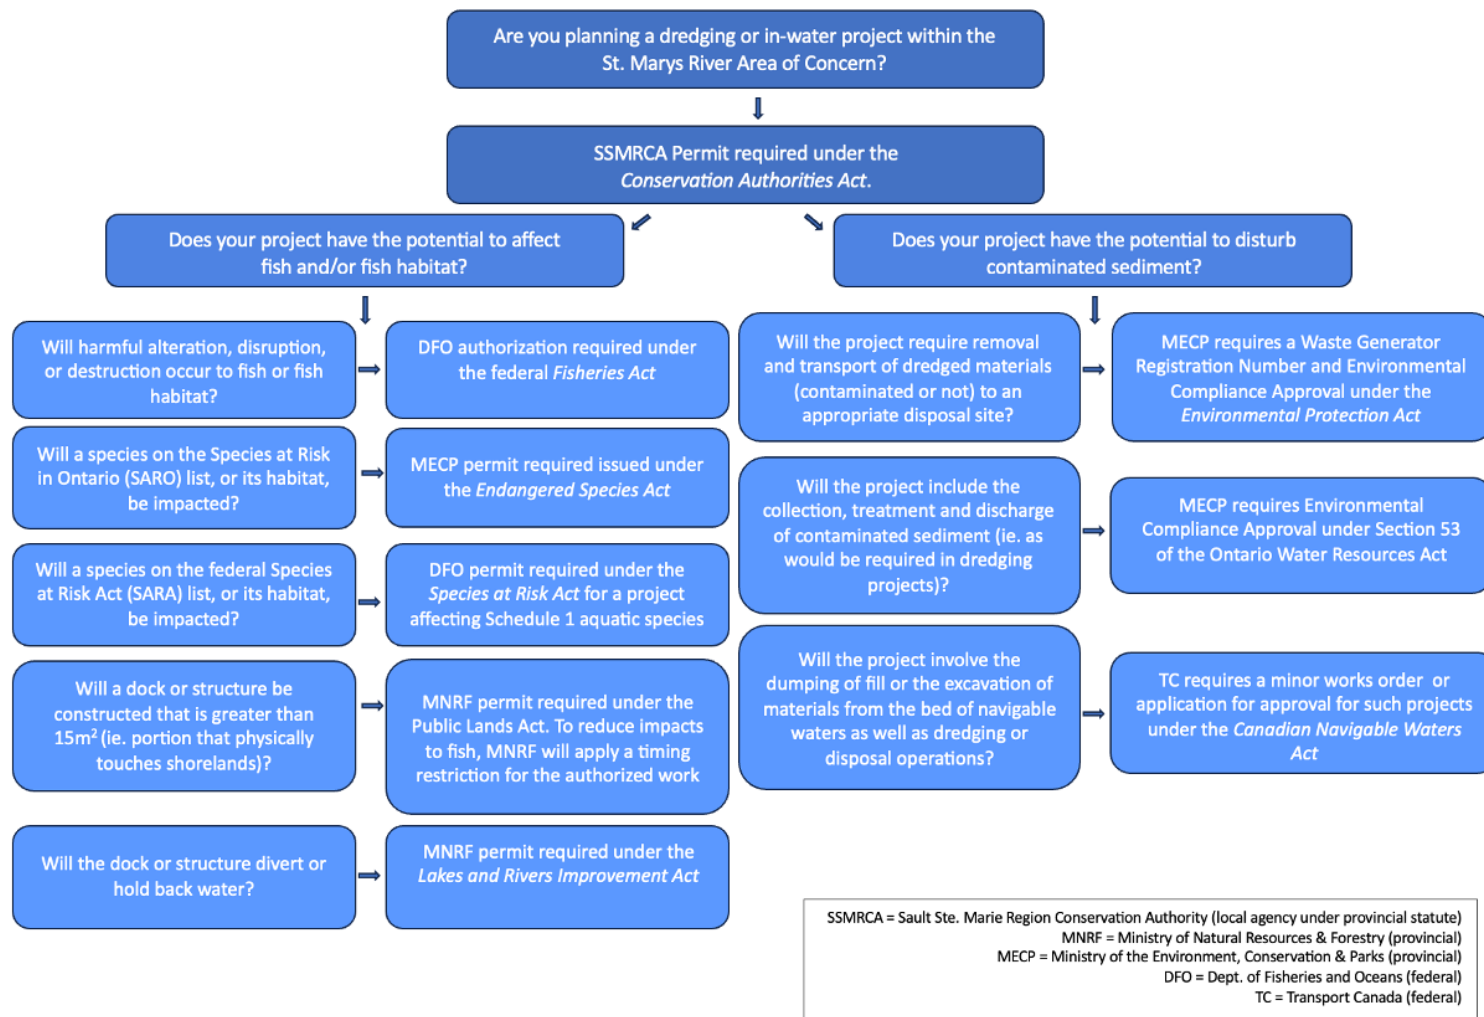 Are you planning a dredging or in-water project within the
St. Marys River Area of Concern?
SSMRCA Permit required under the
Conservation Authorities Act.
Does your project have the potential to affect
fish and/or fish habitat?
Will harmful alteration, disruption,
or destruction occur to fish or fish
habitat?
DFO authorization required under
the federal Fisheries Act
Will a species on the Species at Risk
in Ontario (SARO) list, or its habitat,
be impacted?
MECP permit required issued under
the Endangered Species Act
Will a species on the federal Species
at Risk Act (SARA) list, or its habitat,
be impacted?
DFO permit required under the
Species at Risk Act for a project
affecting Schedule 1 aquatic species
Will a dock or structure be
constructed that is greater than
15m² (ie. portion that physically
touches shorelands)?
MNRF permit required under the
Public Lands Act. To reduce impacts
to fish, MNRF will apply a timing
restriction for the authorized work
Will the dock or structure divert or
hold back water?
MNRF permit required under the
Lakes and Rivers Improvement Act
Does your project have the potential to disturb
contaminated sediment?
Will the project require removal
and transport of dredged materials
(contaminated or not) to an
appropriate disposal site?
MECP requires a Waste Generator
Registration Number and Environmental
Compliance Approval under the
Environmental Protection Act
Will the project include the
collection, treatment and discharge
of contaminated sediment (ie. as
would be required in dredging
projects)?
MECP requires Environmental
Compliance Approval under Section 53
of the Ontario Water Resources Act
Will the project involve the
dumping of fill or the excavation of
materials from the bed of navigable
waters as well as dredging or
disposal operations?
TC requires a minor works order or
application for approval for such projects
under the Canadian Navigable Waters
Act
SSMRCA = Sault Ste. Marie Region Conservation Authority (local agency under provincial statute)
MNRF = Ministry of Natural Resources & Forestry (provincial)
MECP = Ministry of the Environment, Conservation & Parks (provincial)
DFO = Dept. of Fisheries and Oceans (federal)
TC = Transport Canada (federal)